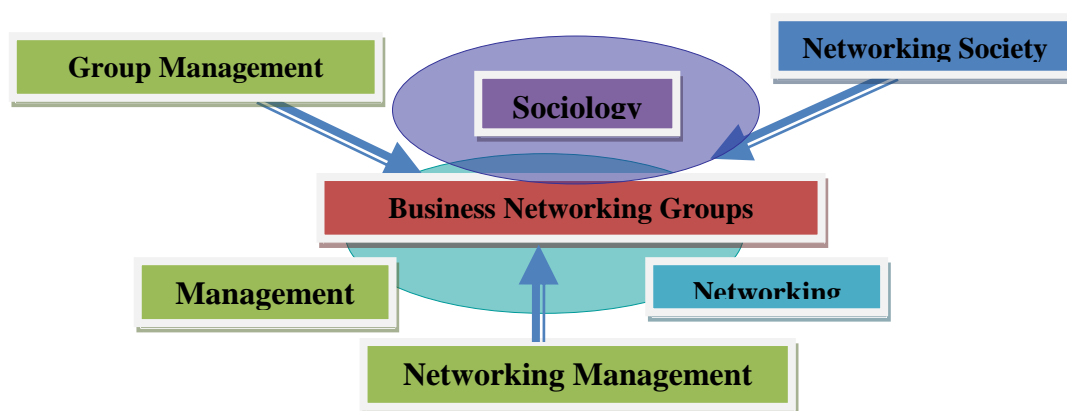 Networking Society
Group Management
Sociology
Business Networking Groups
Management
Networking
Networking Management